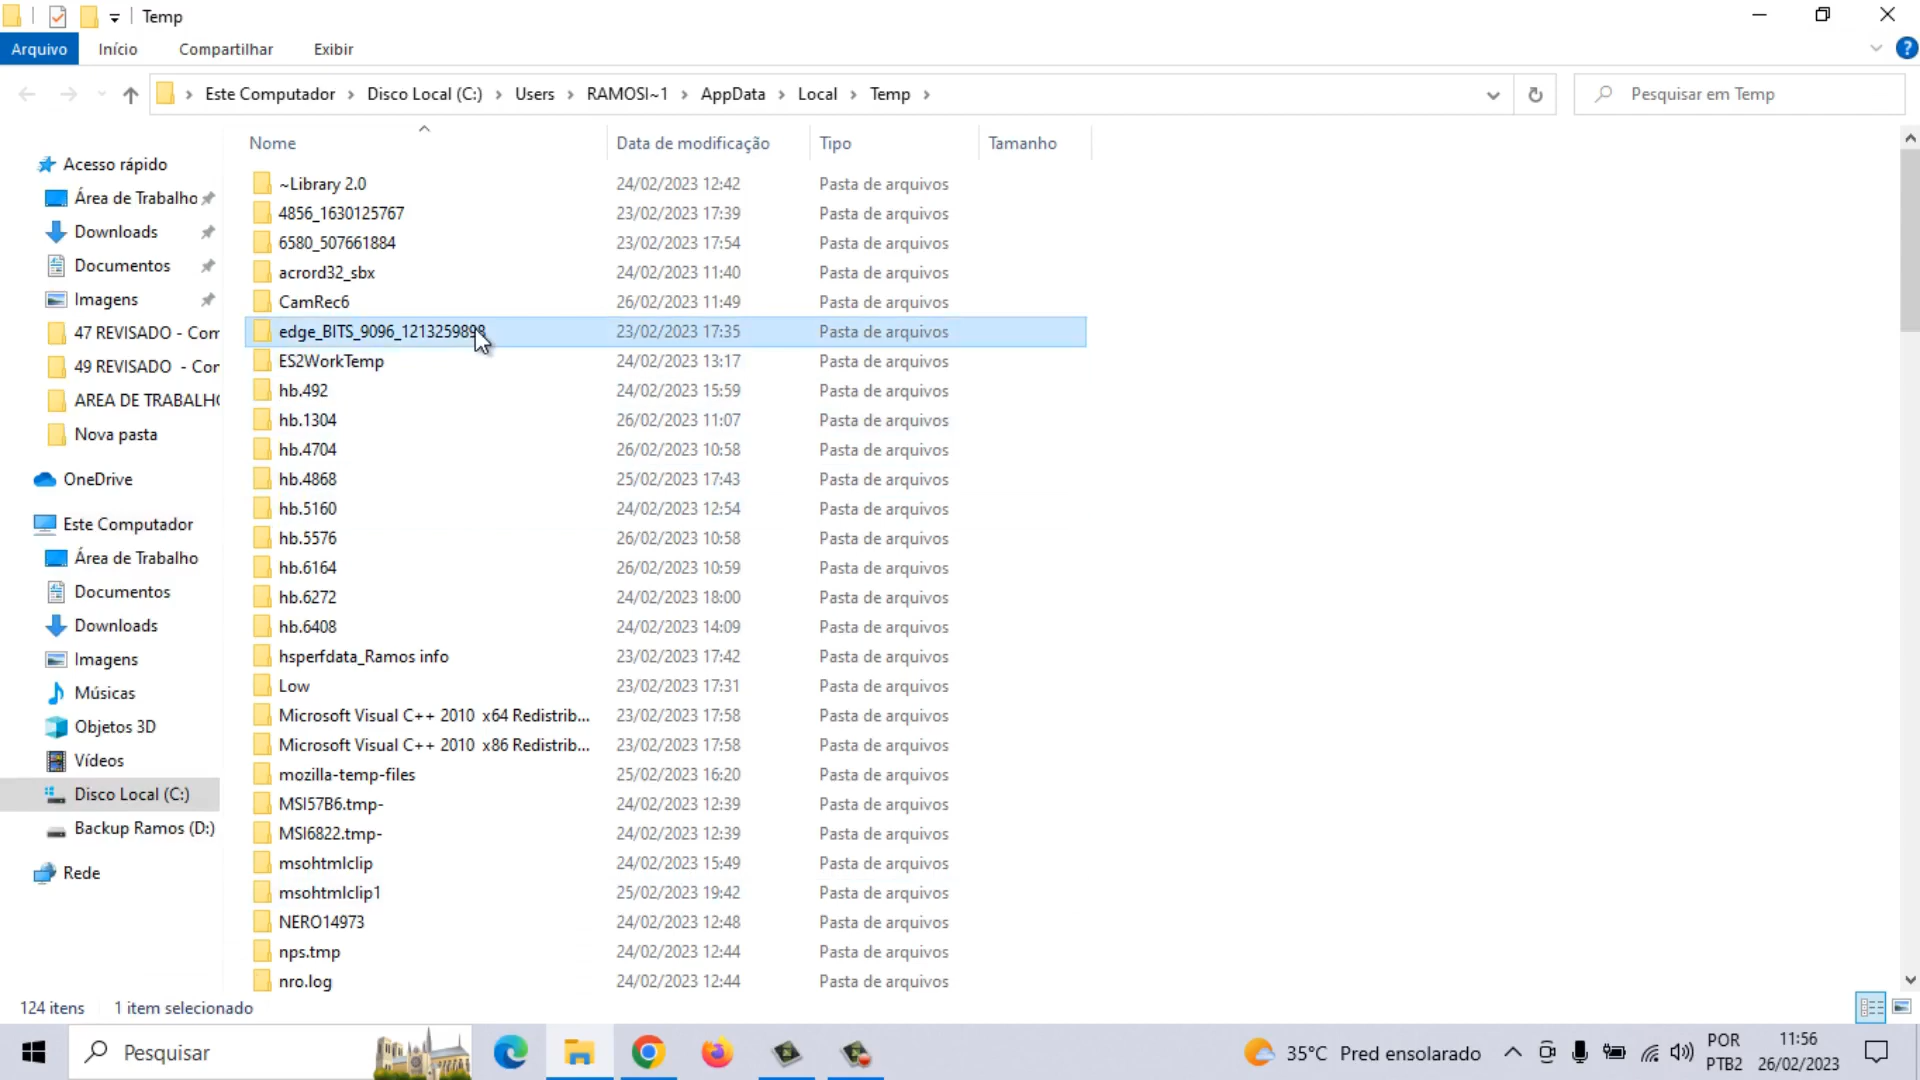 Temp
Arquivo Início Compartilhar Exibir
Este Computador Disco Local (C:) Users RAMOSI~1 AppData Local Temp
Pesquisar em Temp
Nome Data de modificação Tipo Tamanho
Acesso rápido
Área de Trabalho
Downloads
Documentos
Imagens
47 REVISADO - Com
49 REVISADO - Cor
AREA DE TRABALHO
Nova pasta
OneDrive
Este Computador
Área de Trabalho
Documentos
Downloads
Imagens
Músicas
Objetos 3D
Vídeos
Disco Local (C:)
Backup Ramos (D:)
Rede
~Library 2.0 24/02/2023 12:42 Pasta de arquivos
4856_1630125767 23/02/2023 17:39 Pasta de arquivos
6580_507661884 23/02/2023 17:54 Pasta de arquivos
acrord32_sbx 24/02/2023 11:40 Pasta de arquivos
CamRec6 26/02/2023 11:49 Pasta de arquivos
edge_BITS_9096_1213259898 23/02/2023 17:35 Pasta de arquivos
ES2WorkTemp 24/02/2023 13:17 Pasta de arquivos
hb.492 24/02/2023 15:59 Pasta de arquivos
hb.1304 26/02/2023 11:07 Pasta de arquivos
hb.4704 26/02/2023 10:58 Pasta de arquivos
hb.4868 25/02/2023 17:43 Pasta de arquivos
hb.5160 24/02/2023 12:54 Pasta de arquivos
hb.5576 26/02/2023 10:58 Pasta de arquivos
hb.6164 26/02/2023 10:59 Pasta de arquivos
hb.6272 24/02/2023 18:00 Pasta de arquivos
hb.6408 24/02/2023 14:09 Pasta de arquivos
hsperfdata_Ramos info 23/02/2023 17:42 Pasta de arquivos
Low 23/02/2023 17:31 Pasta de arquivos
Microsoft Visual C++ 2010 x64 Redistrib... 23/02/2023 17:58 Pasta de arquivos
Microsoft Visual C++ 2010 x86 Redistrib... 23/02/2023 17:58 Pasta de arquivos
mozilla-temp-files 25/02/2023 16:20 Pasta de arquivos
MSI57B6.tmp- 24/02/2023 12:39 Pasta de arquivos
MSI6822.tmp- 24/02/2023 12:39 Pasta de arquivos
msohtmlclip 24/02/2023 15:49 Pasta de arquivos
msohtmlclip1 25/02/2023 19:42 Pasta de arquivos
NERO14973 24/02/2023 12:48 Pasta de arquivos
nps.tmp 24/02/2023 12:44 Pasta de arquivos
nro.log 24/02/2023 12:44 Pasta de arquivos
124 itens 1 item selecionado
Pesquisar
35°C Pred ensolarado
POR
PTB2
11:56
26/02/2023